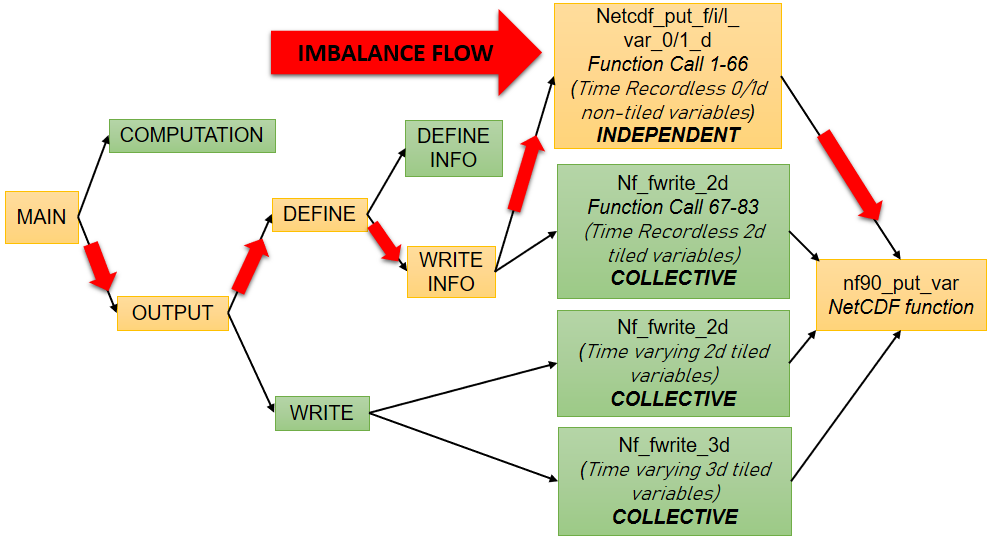 IMBALANCE FLOW
Netcdf_put_f/i/l_
var_0/1_d
Function Call 1-66
(Time Recordless 0/1d
non-tiled variables)
INDEPENDENT
COMPUTATION
DEFINE
INFO
MAIN
DEFINE
Nf_fwrite_2d
Function Call 67-83
(Time Recordless 2d
tiled variables)
COLLECTIVE
WRITE
INFO
OUTPUT
nf90_put_var
NetCDF function
Nf_fwrite_2d
(Time varying 2d tiled
variables)
COLLECTIVE
WRITE
Nf_fwrite_3d
(Time varying 3d tiled
variables)
COLLECTIVE